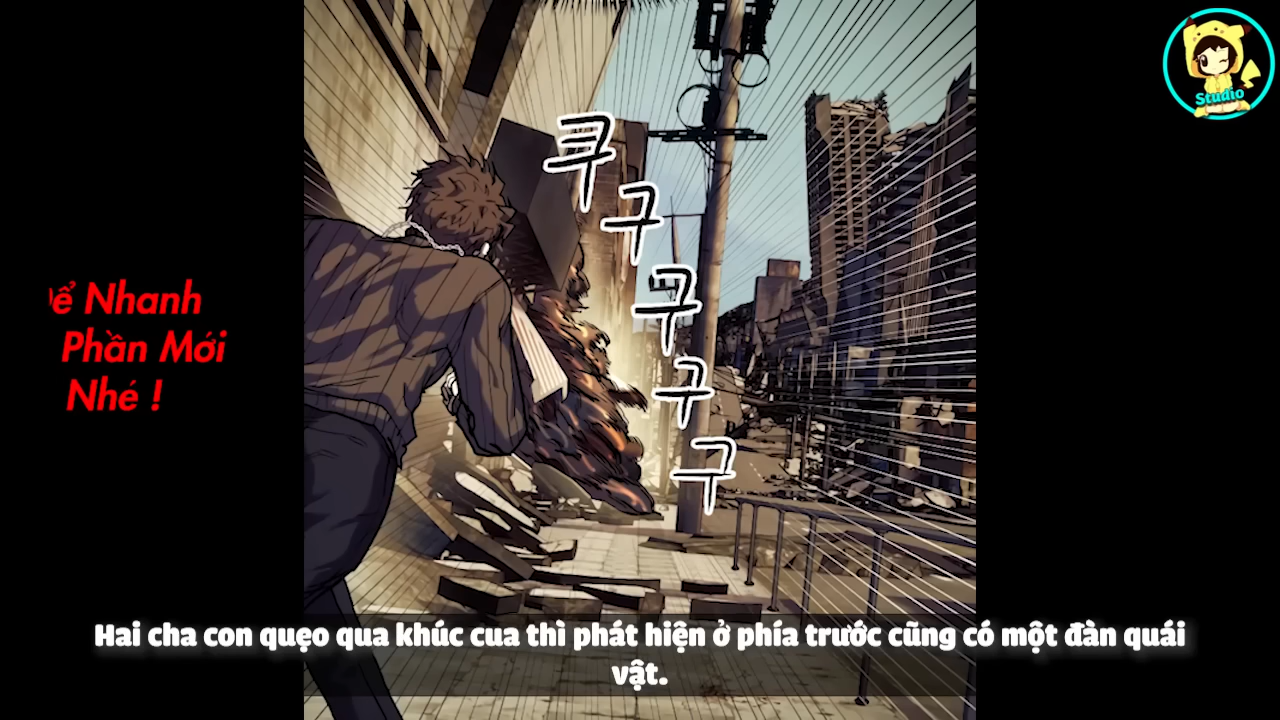 Studio
쿠
구
구
구
구
ể Nhanh
Phần Mới
Nhé !
Hai cha con quẹo qua khúc cua thì phát hiện ở phía trước cũng có một đàn quái
vật.